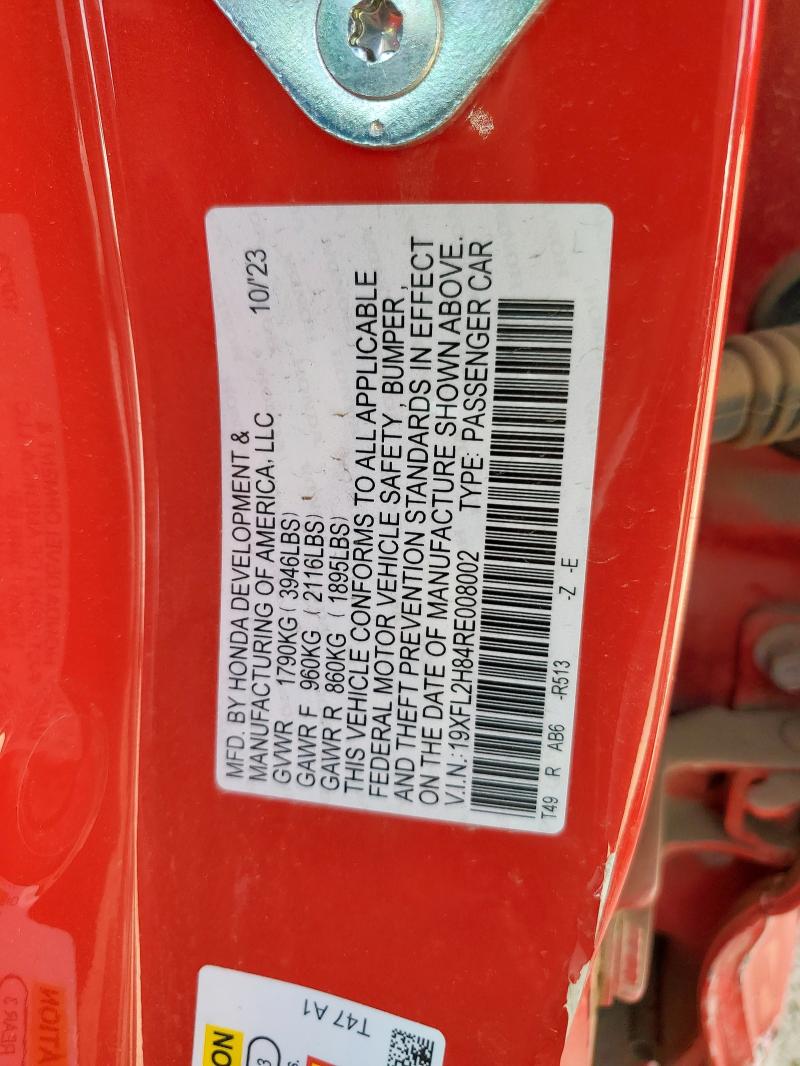 MFD. BY HONDA DEVELOPMENT &
MANUFACTURING OF AMERICA, LLC 10/'23
GVWR 1790KG ( 3946LBS)
GAWR F 960KG ( 2116LBS)
GAWR R 860KG ( 1895LBS)
THIS VEHICLE CONFORMS TO ALL APPLICABLE
FEDERAL MOTOR VEHICLE SAFETY , BUMPER ,
AND THEFT PREVENTION STANDARDS IN EFFECT
ON THE DATE OF MANUFACTURE SHOWN ABOVE.
V.I.N.: 19XFL2H84RE008002 TYPE: PASSENGER CAR
T49 R AB6 -R513 -Z -E
T47 A1